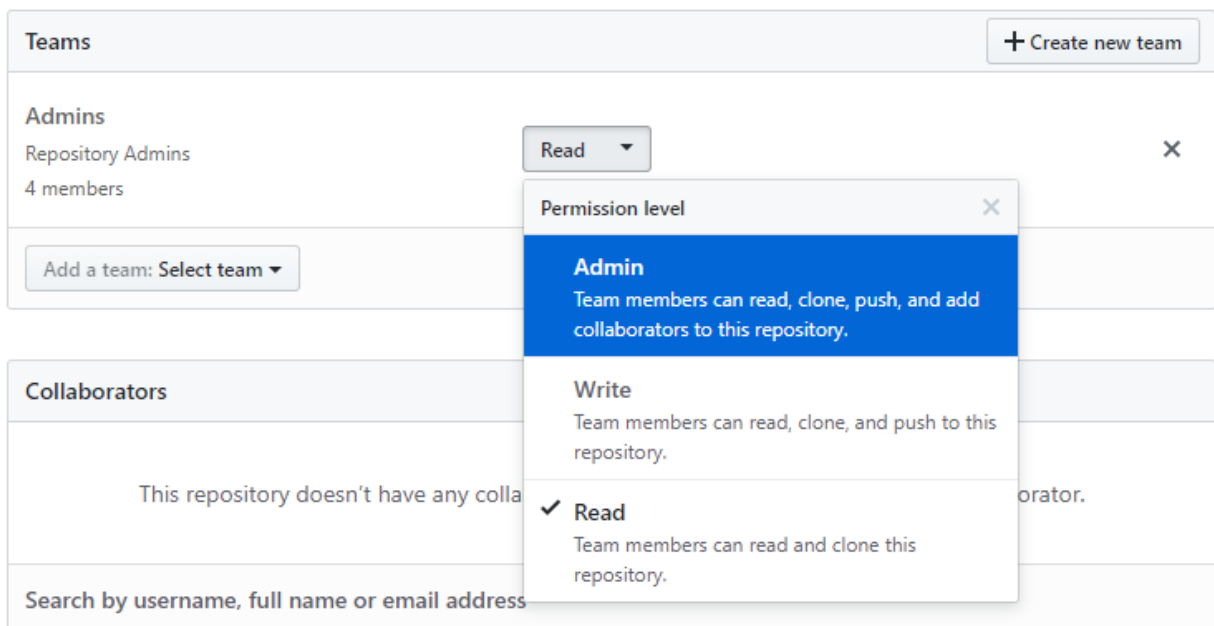 Teams
Create new team
Admins
Repository Admins
4 members
Read
Permission level
Admin
Team members can read, clone, push, and add
collaborators to this repository.
Write
Team members can read, clone, and push to this
repository.
Read
Team members can read and clone this
repository.
Add a team: Select team
Collaborators
This repository doesn't have any
Search by username, full name or email address